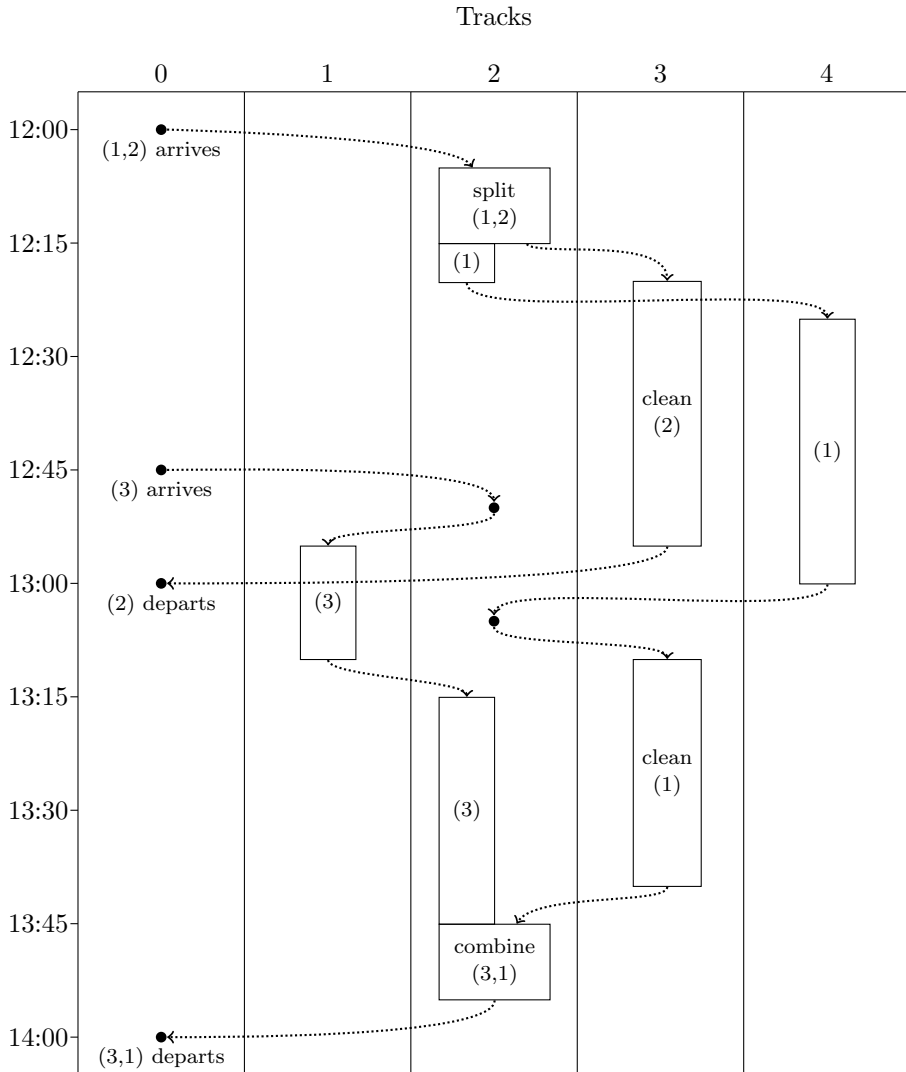 Tracks
0 1 2 3 4
12:00
(1,2) arrives
split
(1,2)
12:15
(1)
12:30
clean
(2)
(1)
12:45
(3) arrives
13:00
(2) departs
(3)
13:15
clean
(1)
13:30
(3)
13:45
combine
(3,1)
14:00
(3,1) departs